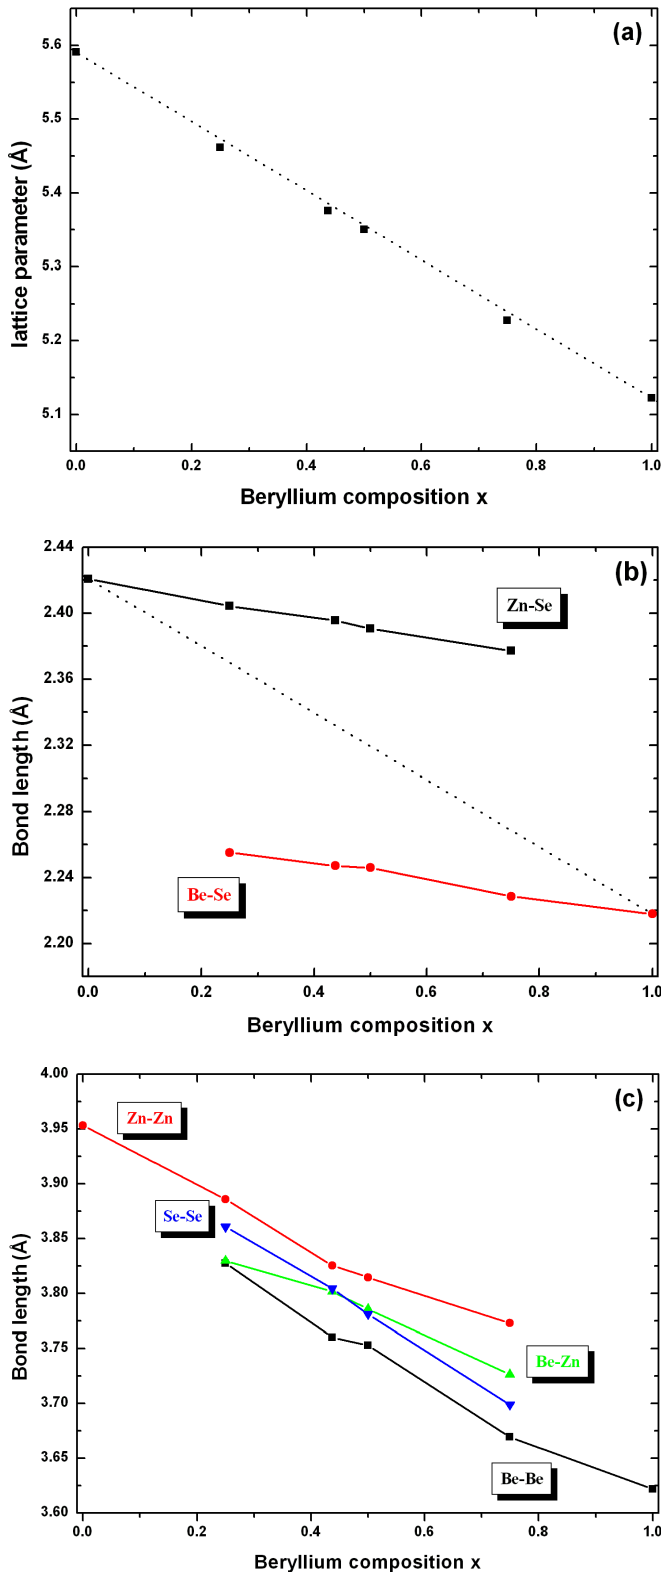 (a)
lattice parameter (Å)
5.6
5.5
5.4
5.3
5.2
5.1
0.0 0.2 0.4 0.6 0.8 1.0
Beryllium composition x
(b)
Bond length (Å)
2.44
2.40
2.36
2.32
2.28
2.24
2.20
Zn-Se
Be-Se
0.0 0.2 0.4 0.6 0.8 1.0
Beryllium composition x
(c)
Bond length (Å)
4.00
3.95
3.90
3.85
3.80
3.75
3.70
3.65
3.60
Zn-Zn
Se-Se
Be-Zn
Be-Be
0.0 0.2 0.4 0.6 0.8 1.0
Beryllium composition x